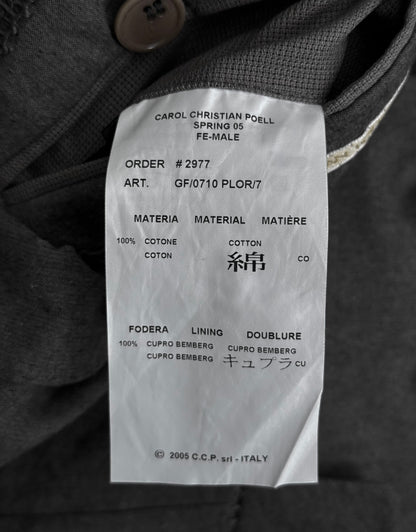 CAROL CHRISTIAN POELL
SPRING 05
FE-MALE
ORDER # 2977
ART. GF/0710 PLOR/7
MATERIA MATERIAL MATIÈRE
100% COTONE COTTON
COTON 綿 CO
FODERA LINING DOUBLURE
100% CUPRO BEMBERG CUPRO BEMBERG
CUPRO BEMBERG キュプラ CU
© 2005 C.C.P. srl - ITALY